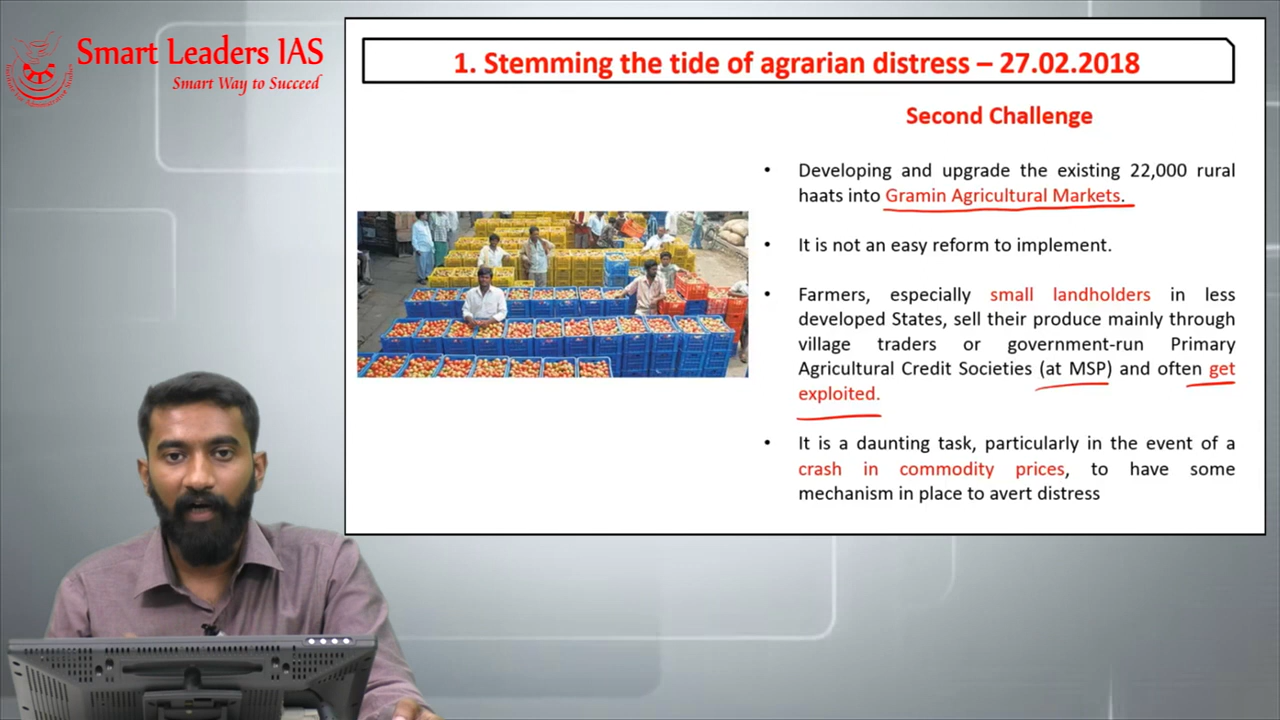 Smart Leaders IAS
Smart Way to Succeed
1. Stemming the tide of agrarian distress – 27.02.2018
Second Challenge
• Developing and upgrade the existing 22,000 rural
haats into Gramin Agricultural Markets.
• It is not an easy reform to implement.
• Farmers, especially small landholders in less
developed States, sell their produce mainly through
village traders or government-run Primary
Agricultural Credit Societies (at MSP) and often get
exploited.
• It is a daunting task, particularly in the event of a
crash in commodity prices, to have some
mechanism in place to avert distress